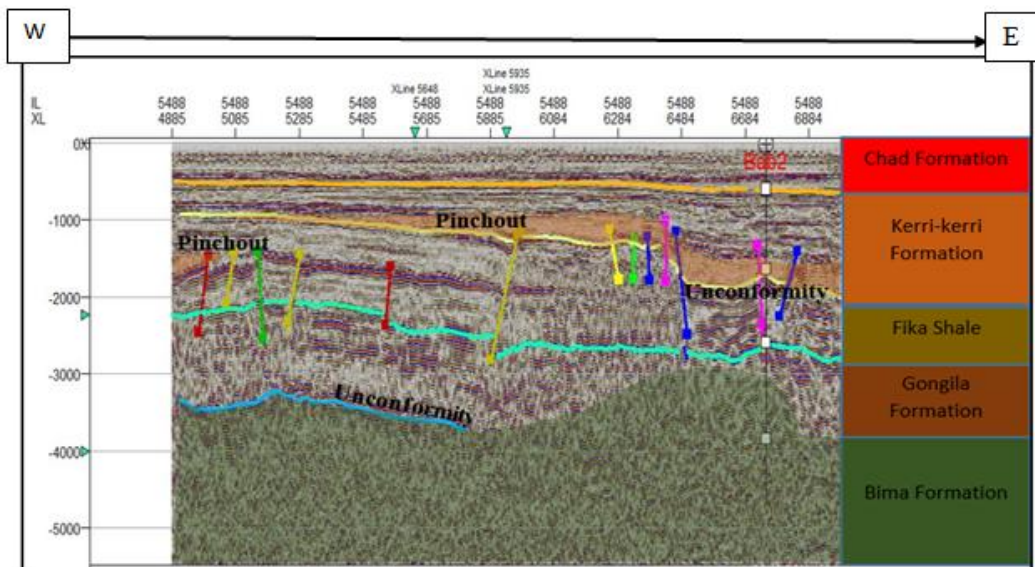 W
E
XLine 5935
XLine 5648 XLine 5935
IL 5488 5488 5488 5488 5488 5488 5488 5488 5488 5488 5488
XL 4885 5085 5285 5485 5685 5885 6084 6284 6484 6684 6884
Chad Formation
-1000
Pinchout
Kerri-kerri
Formation
Pinchout
-2000
Unconformity
Fika Shale
-3000
Unconformity
Gongila
Formation
-4000
Bima Formation
-5000